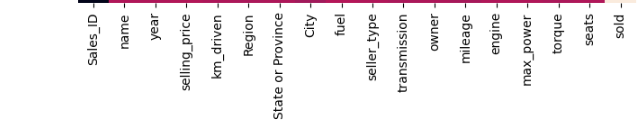 Sales_ID
name
year
selling_price
km_driven
Region
State or Province
City
fuel
seller_type
transmission
owner
mileage
engine
max_power
torque
seats
sold